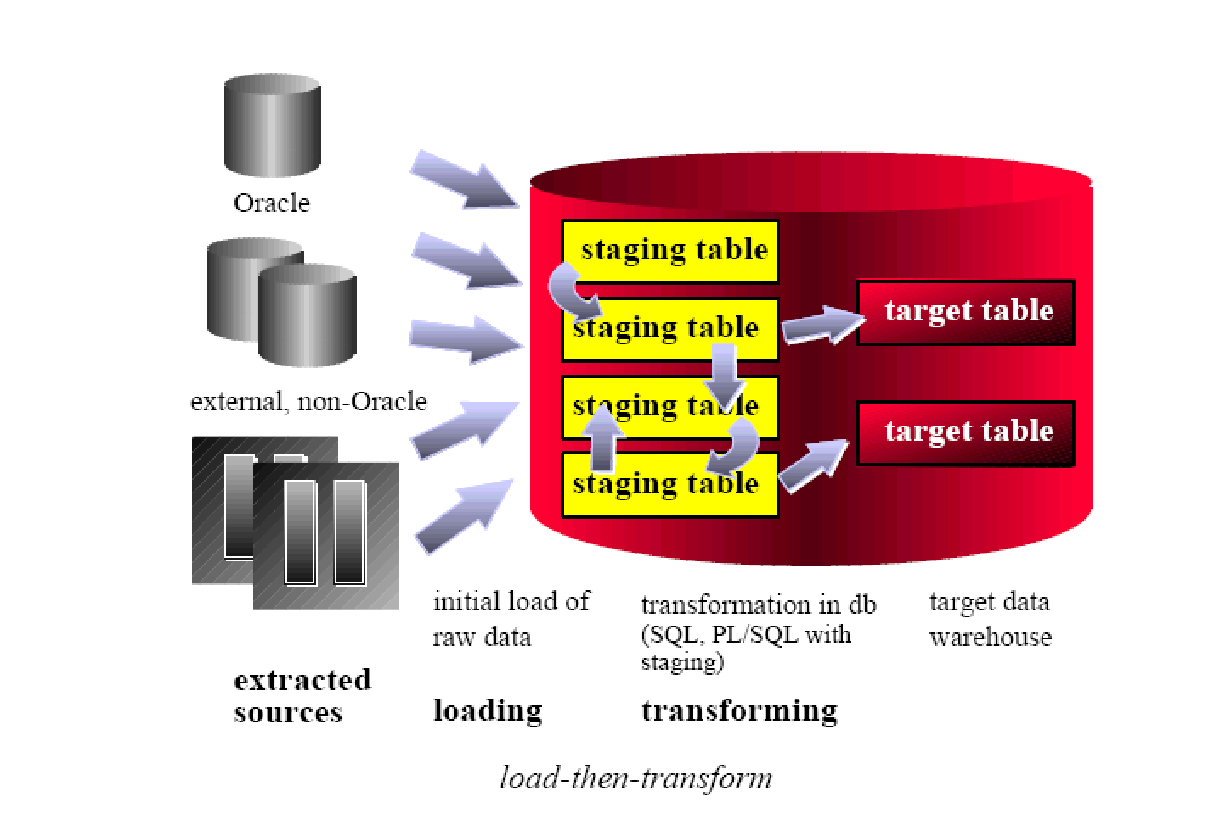 Oracle
external, non-Oracle
staging table
staging table
staging table
staging table
target table
target table
initial load of
raw data
transformation in db
(SQL, PL/SQL with
staging)
target data
warehouse
extracted
sources
loading
transforming
load-then-transform